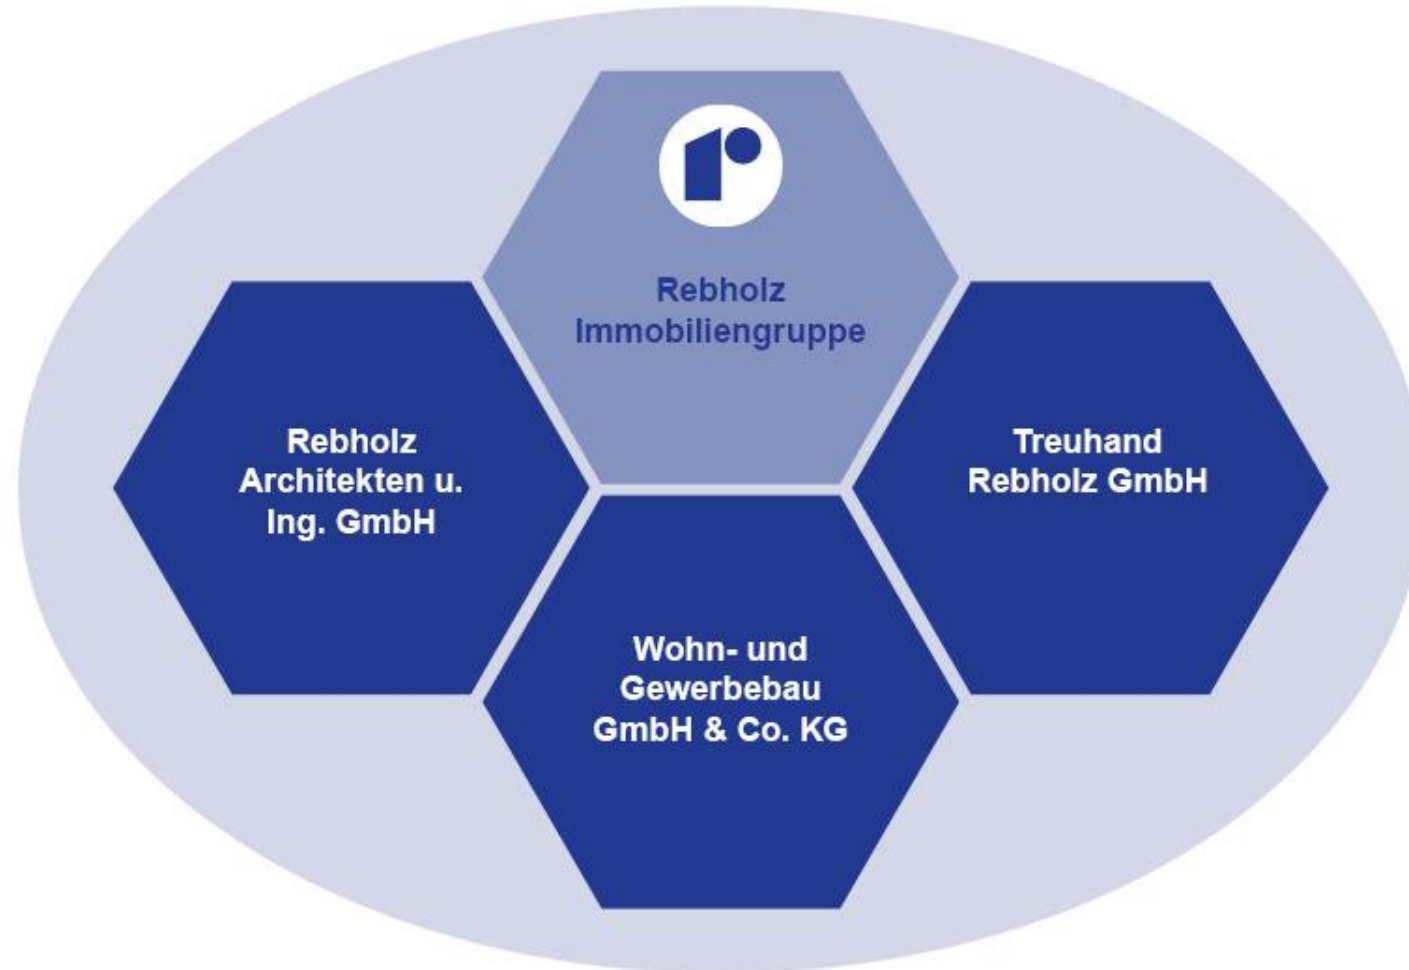 Rebholz
Immobiliengruppe
Rebholz
Architekten u.
Ing. GmbH
Treuhand
Rebholz GmbH
Wohn- und
Gewerbebau
GmbH & Co. KG